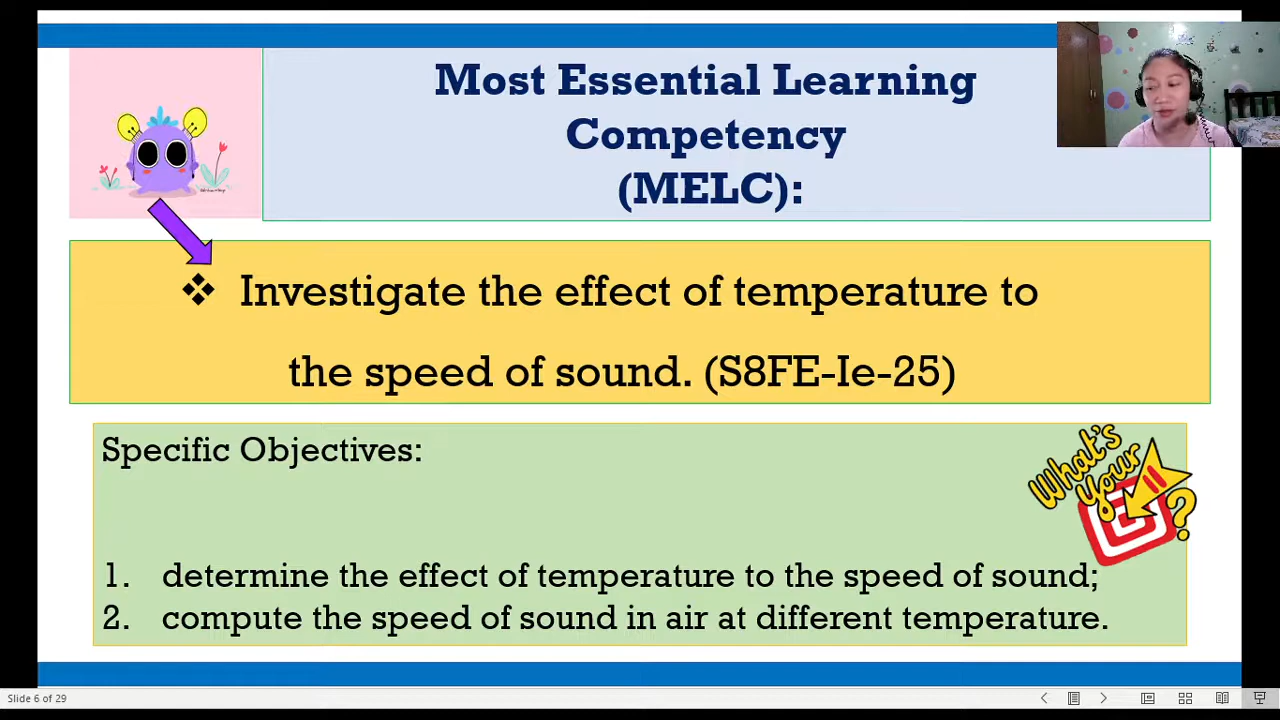 Most Essential Learning
Competency
(MELC):
❖ Investigate the effect of temperature to
the speed of sound. (S8FE-Ie-25)
Specific Objectives:
What's
Your
?
1. determine the effect of temperature to the speed of sound;
2. compute the speed of sound in air at different temperature.
Slide 6 of 29